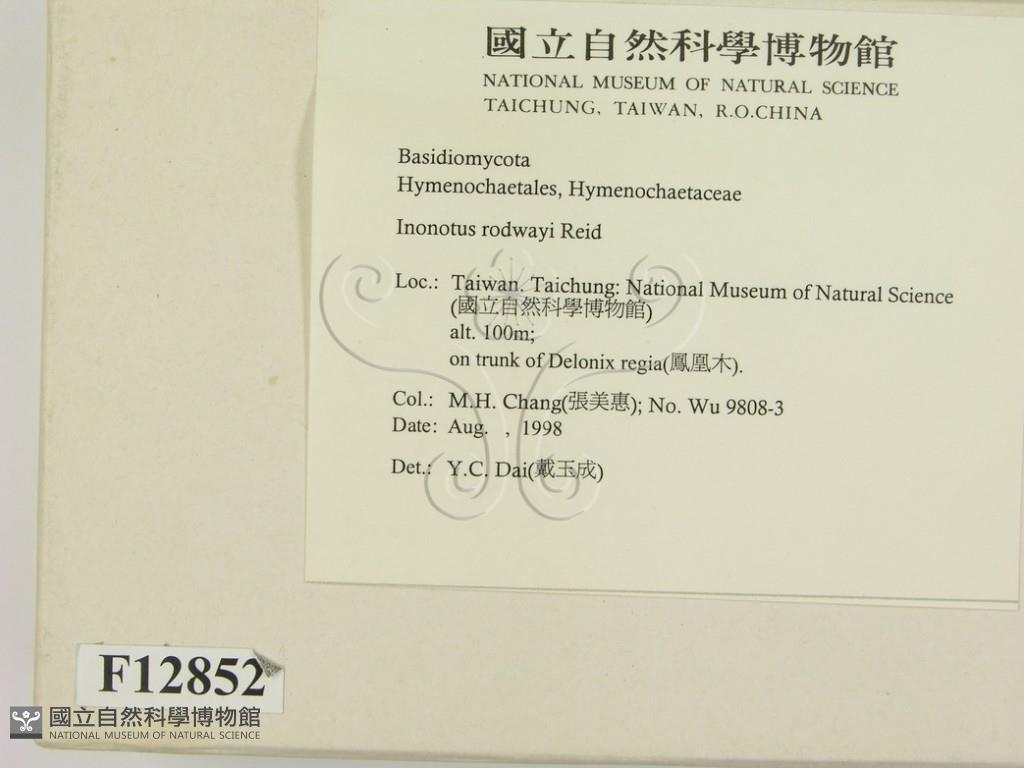 國立自然科學博物館
NATIONAL MUSEUM OF NATURAL SCIENCE
TAICHUNG, TAIWAN, R.O.CHINA
Basidiomycota
Hymenochaetales, Hymenochaetaceae
Inonotus rodwayi Reid
Loc.: Taiwan. Taichung: National Museum of Natural Science
(國立自然科學博物館)
alt. 100m;
on trunk of Delonix regia(鳳凰木).
Col.: M.H. Chang(張美惠); No. Wu 9808-3
Date: Aug. , 1998
Det.: Y.C. Dai(戴玉成)
F12852
國立自然科學博物館
NATIONAL MUSEUM OF NATURAL SCIENCE